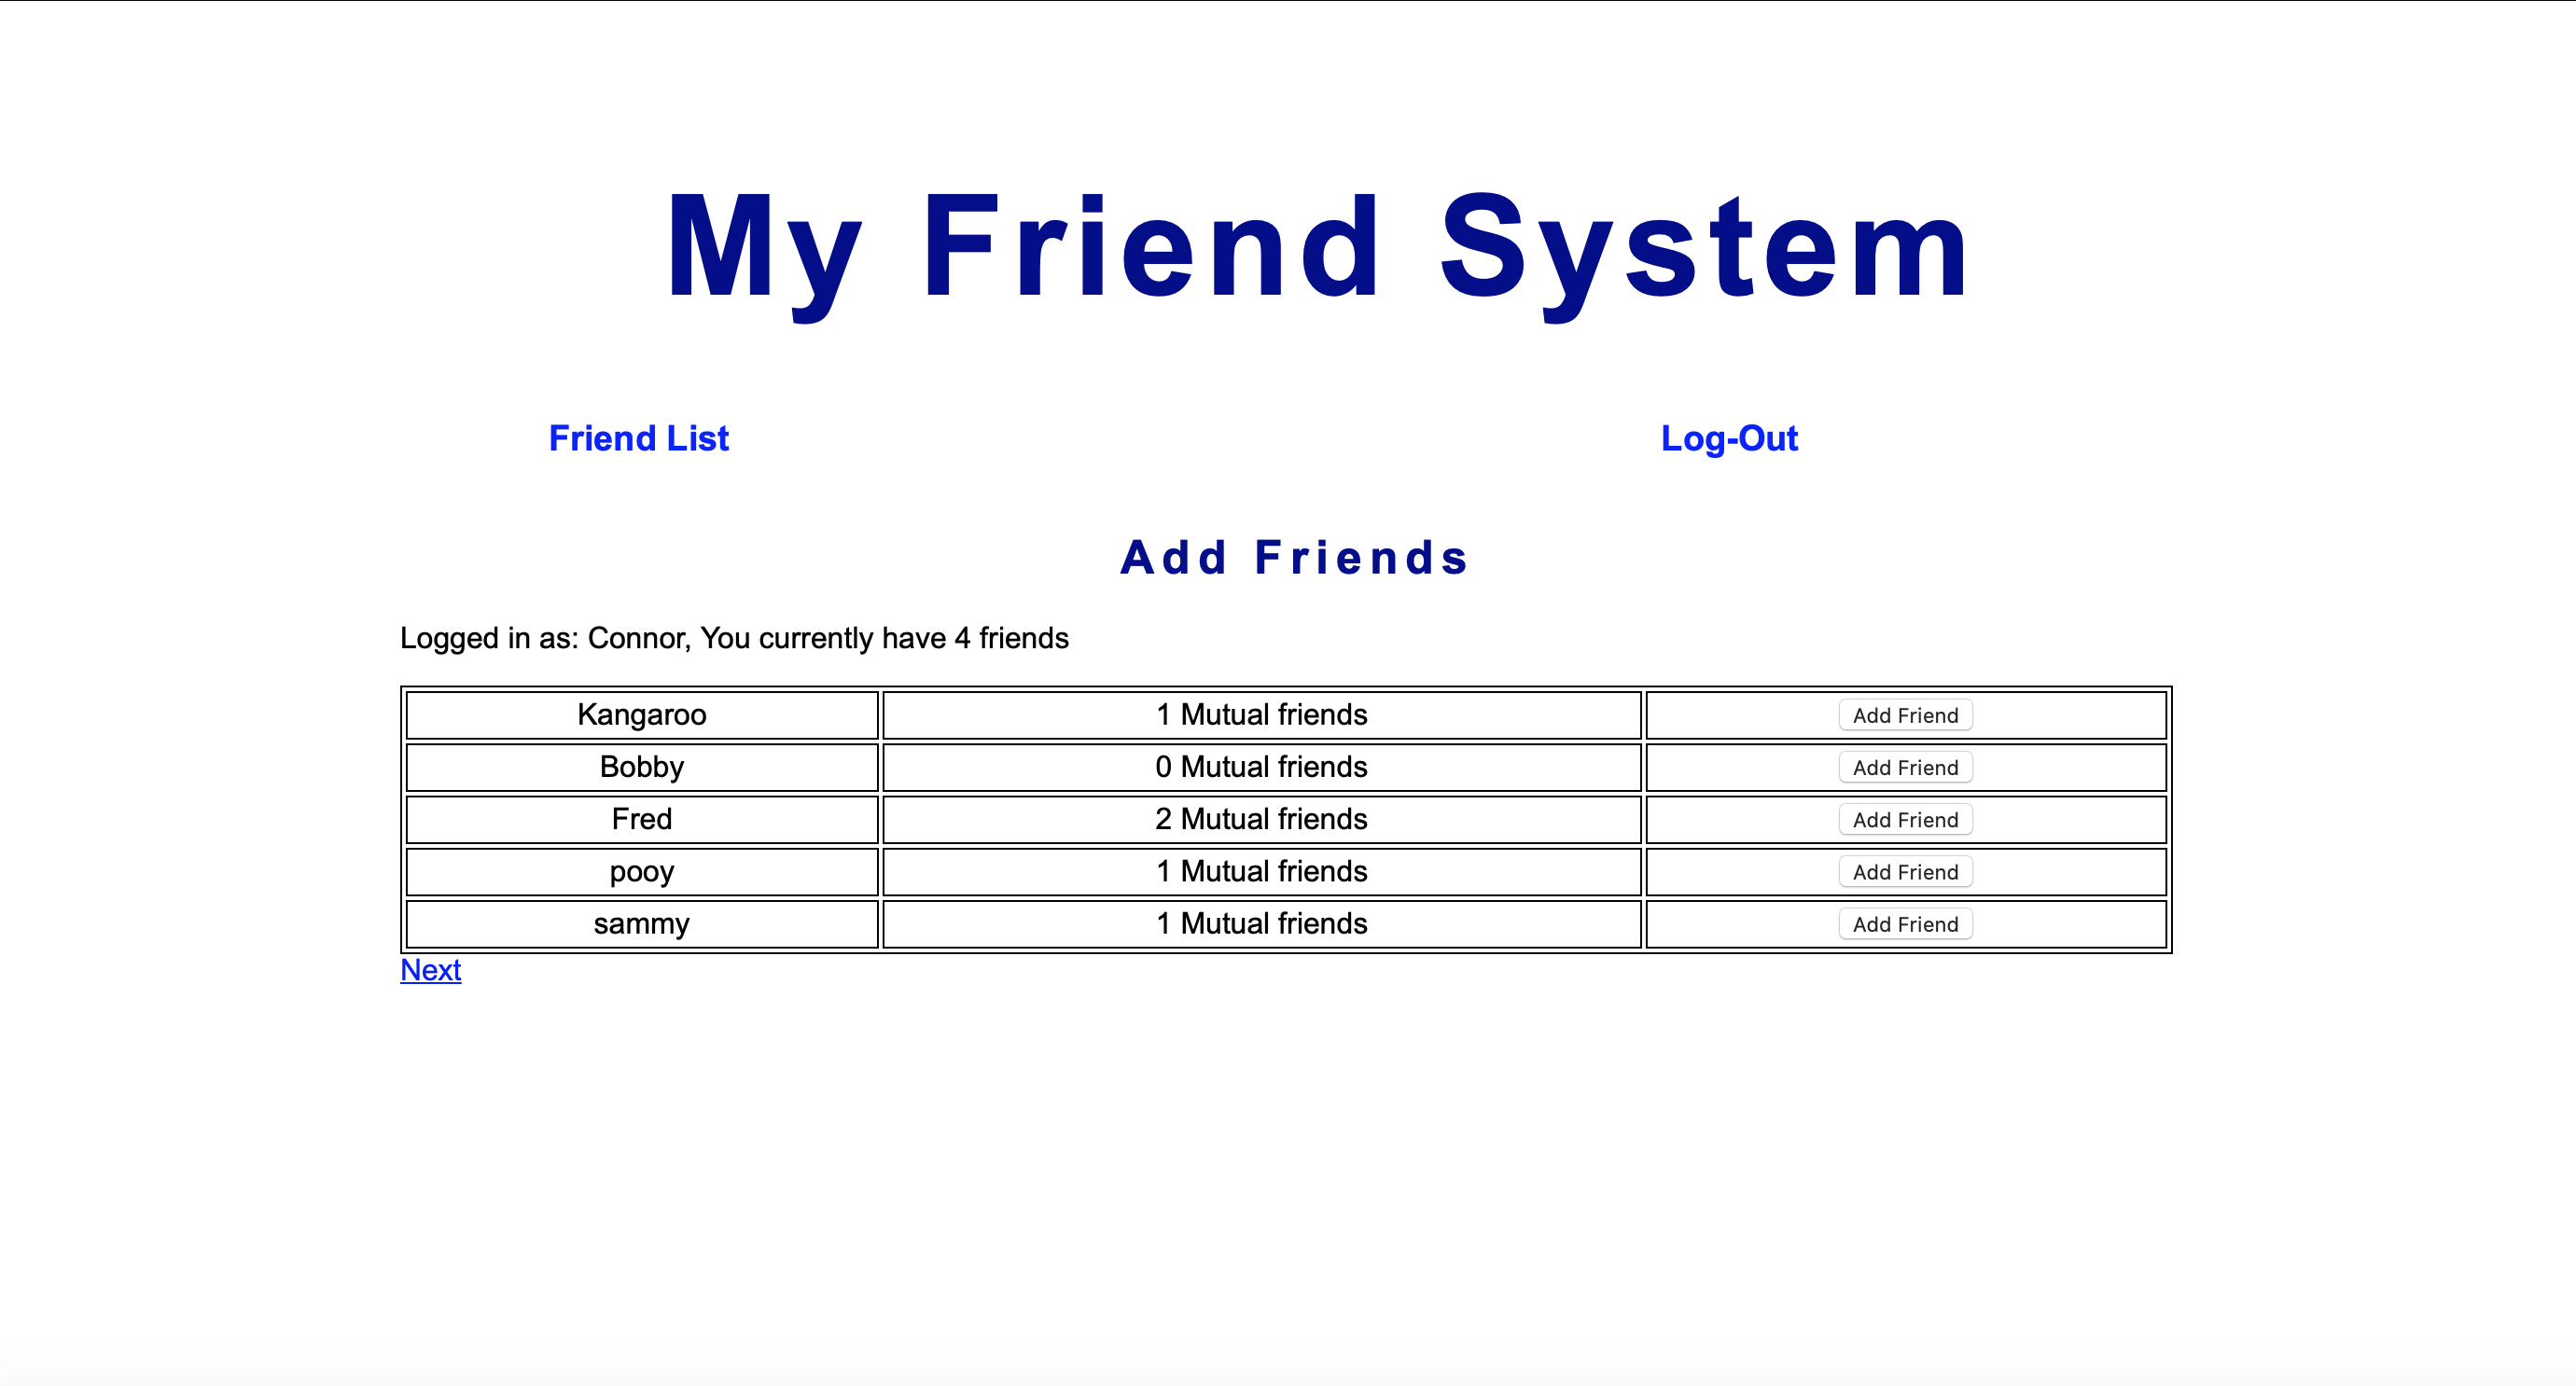 My Friend System
Friend List Log-Out
Add Friends
Logged in as: Connor, You currently have 4 friends
Kangaroo 1 Mutual friends Add Friend
Bobby 0 Mutual friends Add Friend
Fred 2 Mutual friends Add Friend
pooy 1 Mutual friends Add Friend
sammy 1 Mutual friends Add Friend
Next